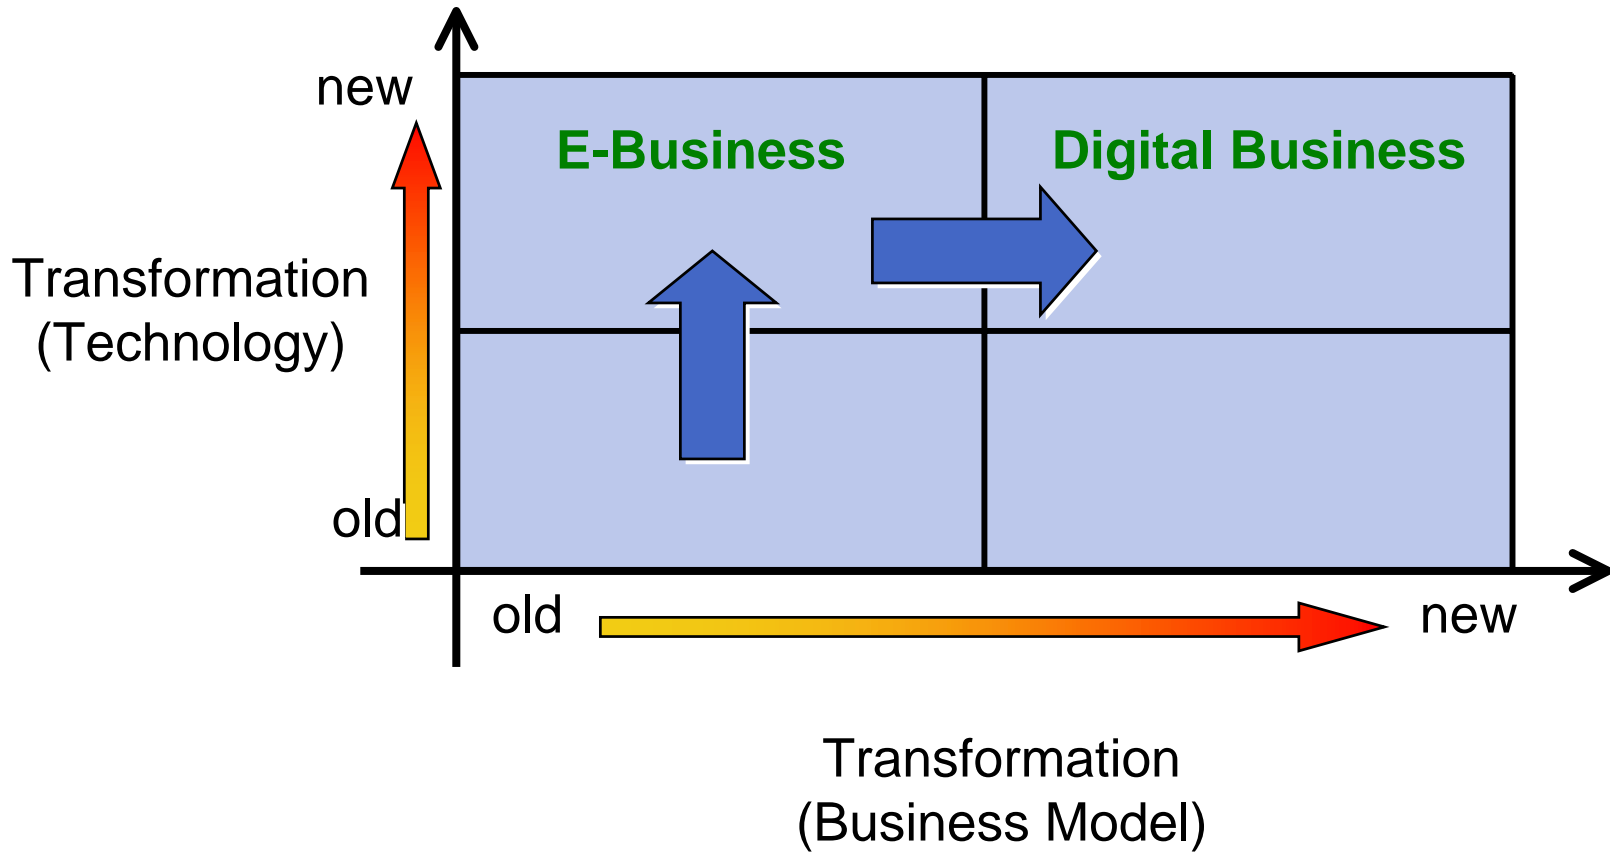 new
E-Business
Digital Business
Transformation
(Technology)
old
old
new
Transformation
(Business Model)